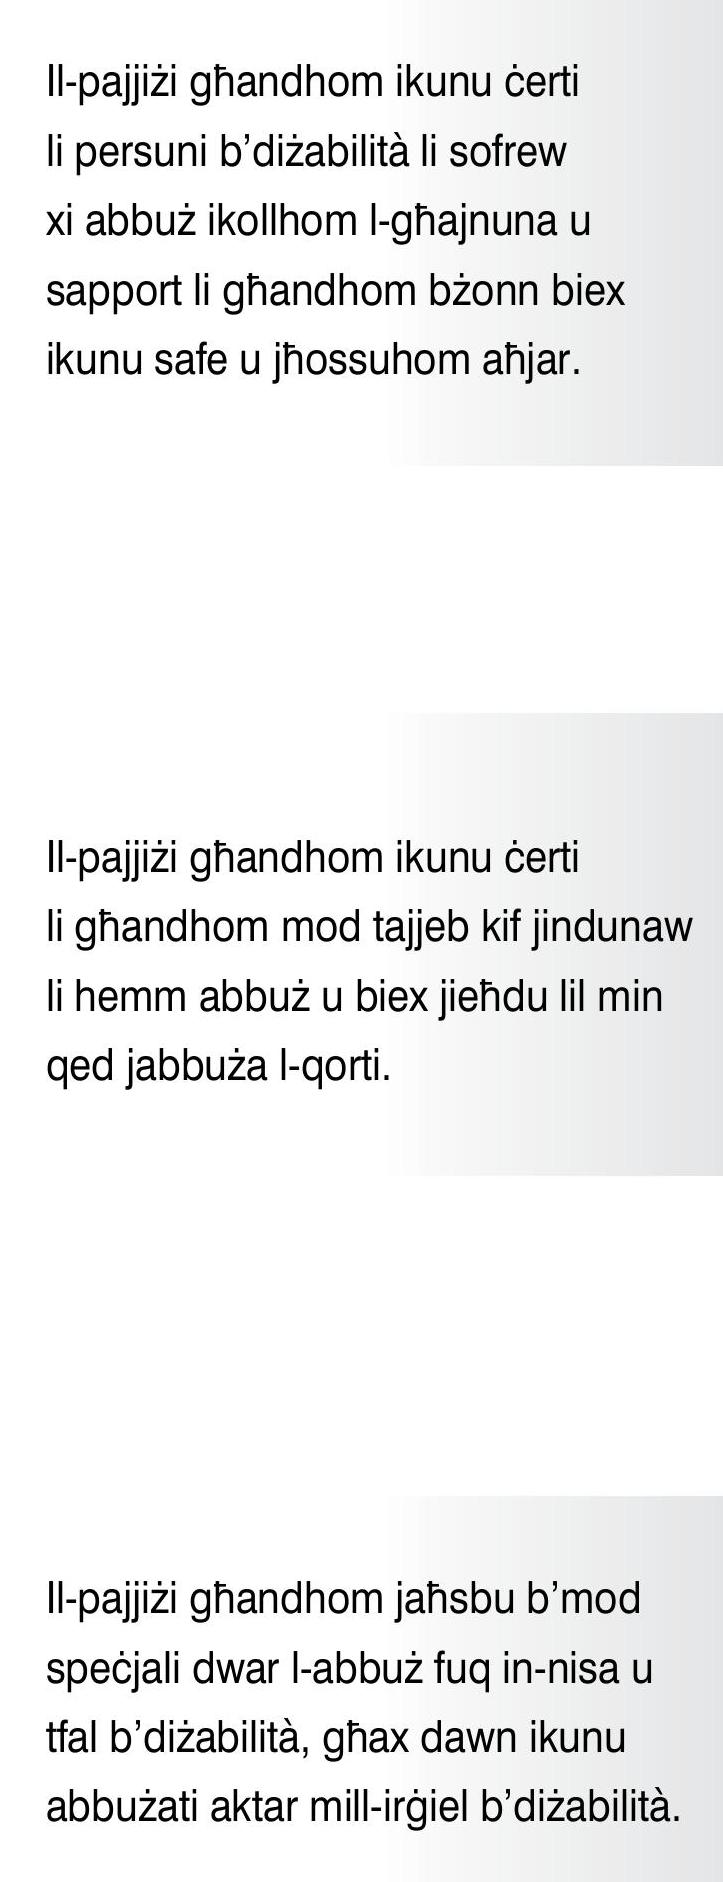 Il-pajjiżi għandhom ikunu ċerti
li persuni b’diżabilità li sofrew
xi abbuż ikollhom l-għajnuna u
sapport li għandhom bżonn biex
ikunu safe u jħossuhom aħjar.
Il-pajjiżi għandhom ikunu ċerti
li għandhom mod tajjeb kif jindunaw
li hemm abbuż u biex jieħdu lil min
qed jabbuża l-qorti.
Il-pajjiżi għandhom jaħsbu b’mod
speċjali dwar l-abbuż fuq in-nisa u
tfal b’diżabilità, għax dawn ikunu
abbużati aktar mill-irġiel b’diżabilità.